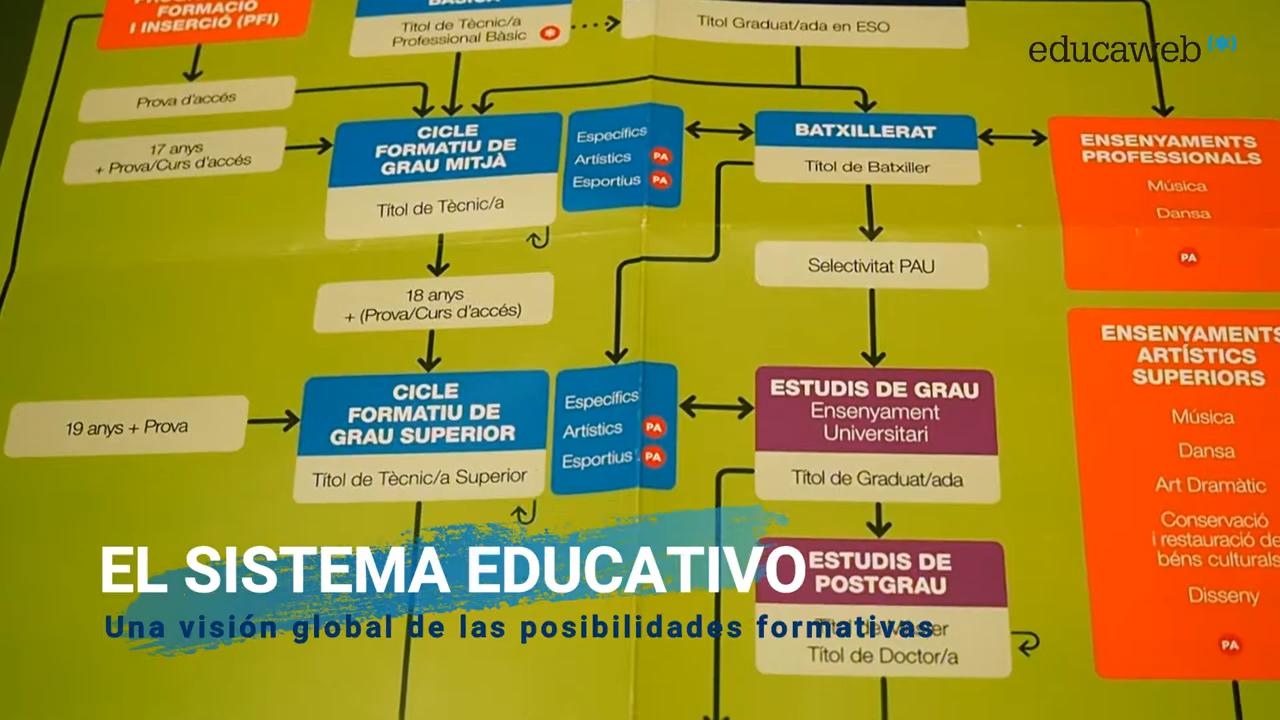 FORMACIÓ
I INSERCIÓ (PFI)
Títol de Tècnic/a
Professional Bàsic
Títol Graduat/ada en ESO
educaweb(*)
Prova d'accés
17 anys
+ Prova/Curs d'accés
CICLE
FORMATIU DE
GRAU MITJÀ
Títol de Tècnic/a
Específics
Artístics PA
Esportius PA
BATXILLERAT
Títol de Batxiller
ENSENYAMENTS
PROFESSIONALS
Música
Dansa
PA
Selectivitat PAU
18 anys
+ (Prova/Curs d'accés)
19 anys + Prova
CICLE
FORMATIU DE
GRAU SUPERIOR
Títol de Tècnic/a Superior
Específics
Artístics PA
Esportius PA
ESTUDIS DE GRAU
Ensenyament
Universitari
Títol de Graduat/ada
ENSENYAMENTS
ARTÍSTICS
SUPERIORS
Música
Dansa
Art Dramàtic
Conservació
i restauració de
béns culturals
Disseny
PA
ESTUDIS DE
POSTGRAU
Títol de Màster
Títol de Doctor/a
EL SISTEMA EDUCATIVO
Una visión global de las posibilidades formativas